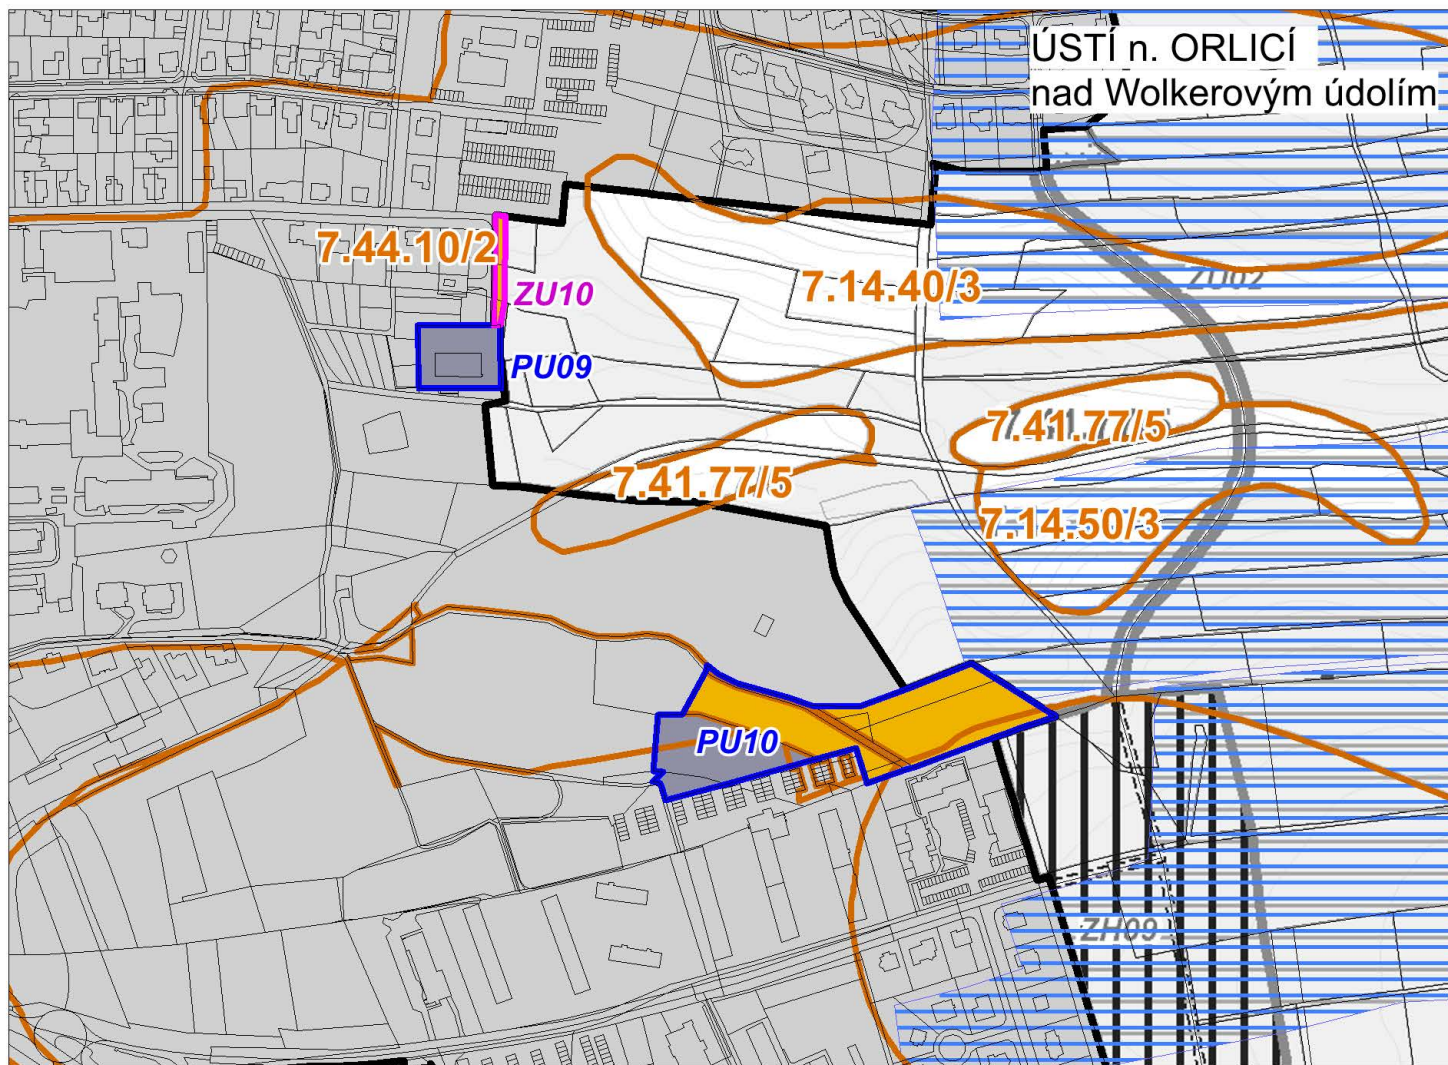 ÚSTÍ n. ORLICÍ
nad Wolkerovým údolím
7.44.10/2
ZU10
7.14.40/3
ZU02
PU09
7.41.77/5
7.41.77/5
7.14.50/3
PU10
ZH09